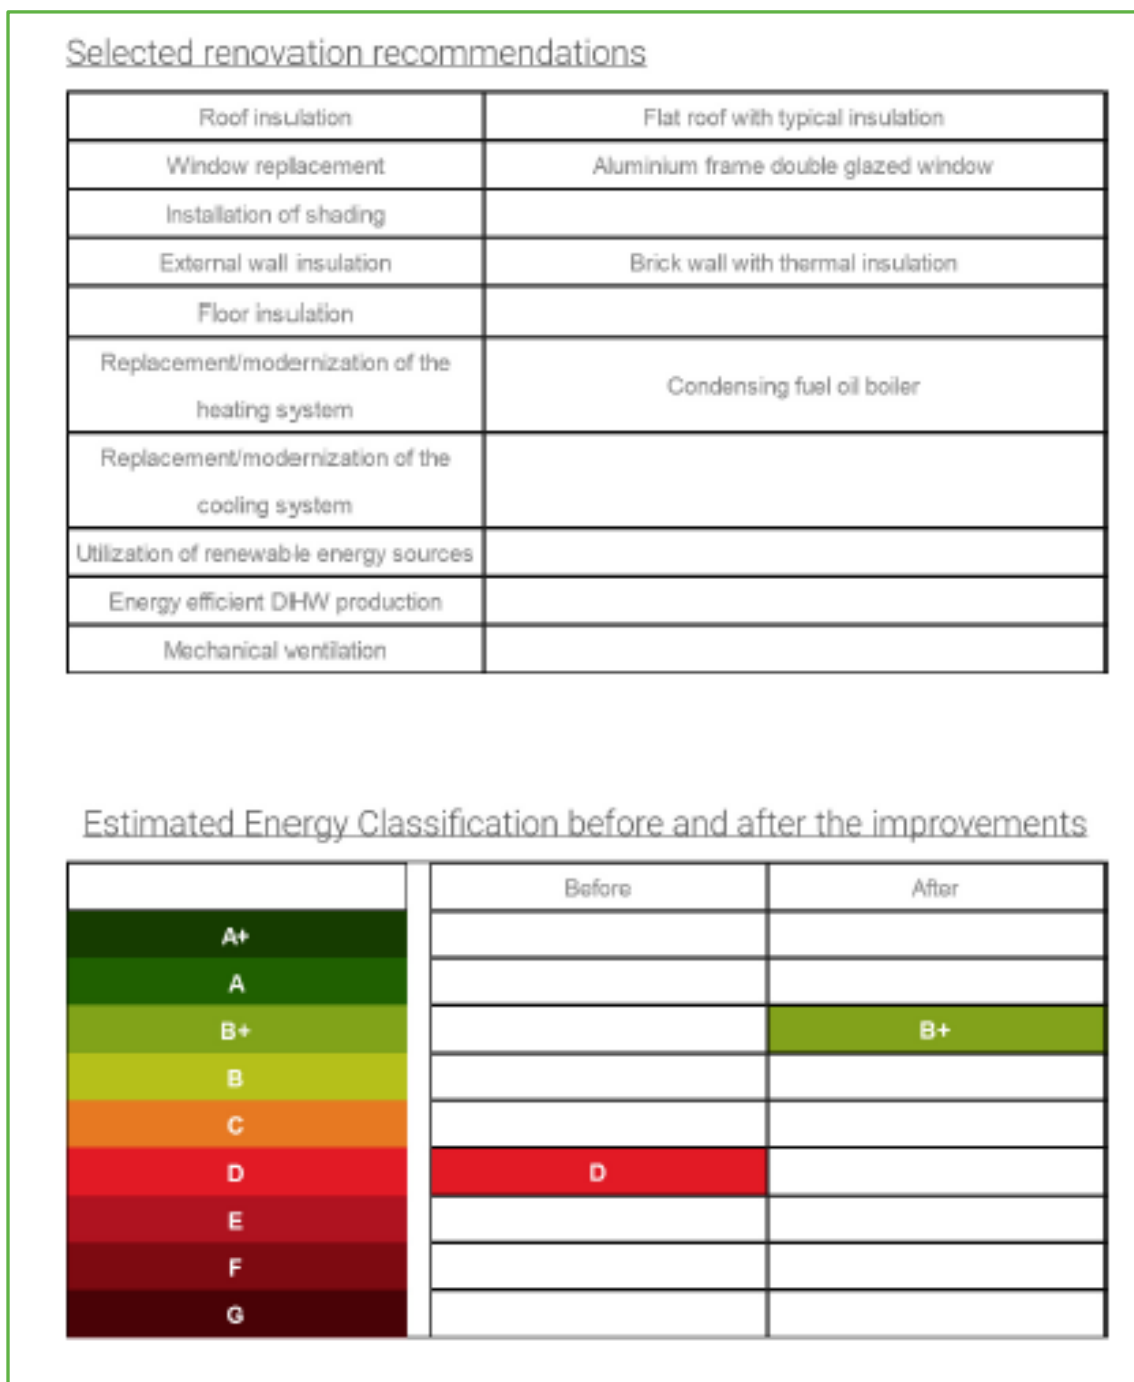 Selected renovation recommendations
Roof insulation Flat roof with typical insulation
Window replacement Aluminium frame double glazed window
Installation of shading
External wall insulation Brick wall with thermal insulation
Floor insulation
Replacement/modernization of the
heating system
Condensing fuel oil boiler
Replacement/modernization of the
cooling system
Utilization of renewable energy sources
Energy efficient DHW production
Mechanical ventilation
Estimated Energy Classification before and after the improvements
Before After
A+
A
B+ B+
B
C
D D
E
F
G